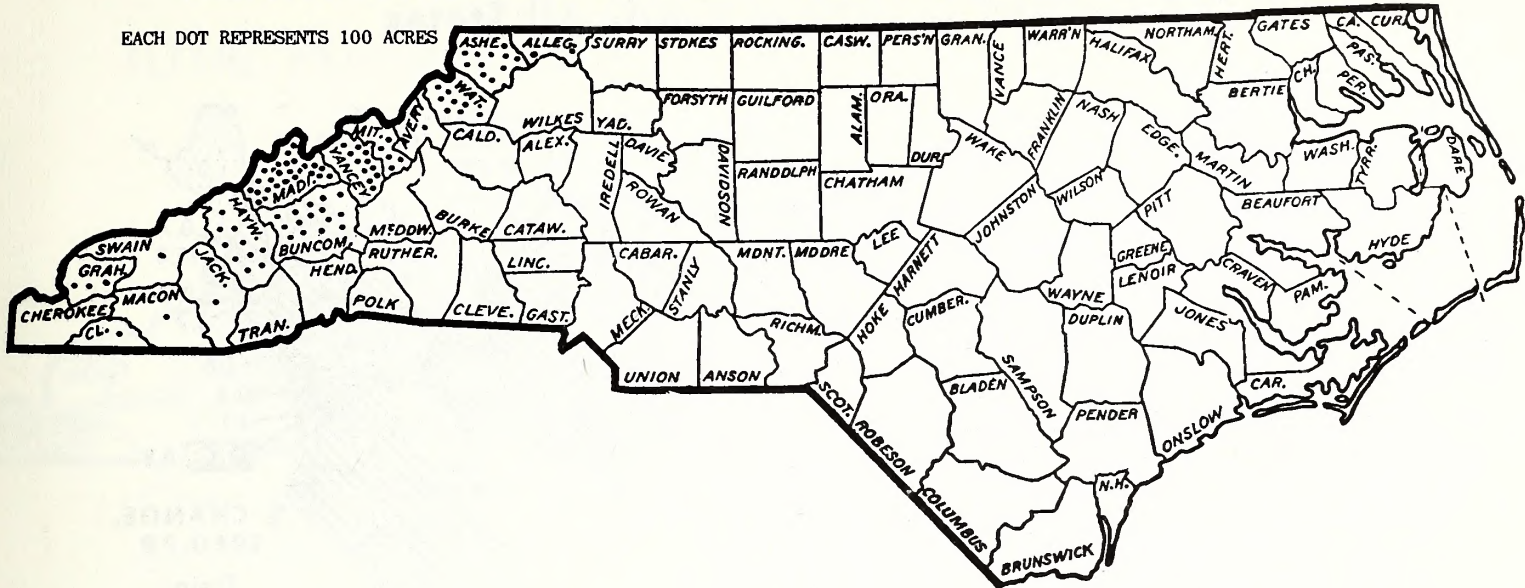 EACH DOT REPRESENTS 100 ACRES
ASHE. ALLEG. SURRY STOKES ROCKING. CASW. PERS'N GRAN. VANCE WARR'N HALIFAX NORTHAM. HERT. GATES CA. CUR.
PAS.
PER.
CH.
BERTIE
WAT.
AVERY
MIT.
YANCEY
MAD.
CALD.
WILKES
YAD.
FORSYTH
GUILFORD
ALAM.
ORA.
DUR.
WAKE
FRANKLIN
NASH
EDGE.
MARTIN
WASH.
TYRR.
DARE
ALEX.
IREDELL
DAVIE
DAVIDSON
RANDOLPH
CHATHAM
JOHNSTON
WILSON
PITT
BEAUFORT
HYDE
HAYW.
BUNCOM.
McDDW.
BURKE
CATAW.
ROWAN
SWAIN
GRAH.
JACK.
HEND.
RUTHER.
LINC.
CABAR.
STANLY
MONT.
MOORE
LEE
HARNETT
GREENE
LENOIR
CRAVEN
PAM.
CHEROKEE
MACON
CL.
TRAN.
POLK
CLEVE.
GAST.
MECK.
UNION
ANSON
RICHM.
HOKE
CUMBER.
WAYNE
DUPLIN
JONES
SCOT.
ROBESON
BLADEN
SAMPSON
PENDER
ONSLOW
CAR.
COLUMBUS
N.H.
BRUNSWICK